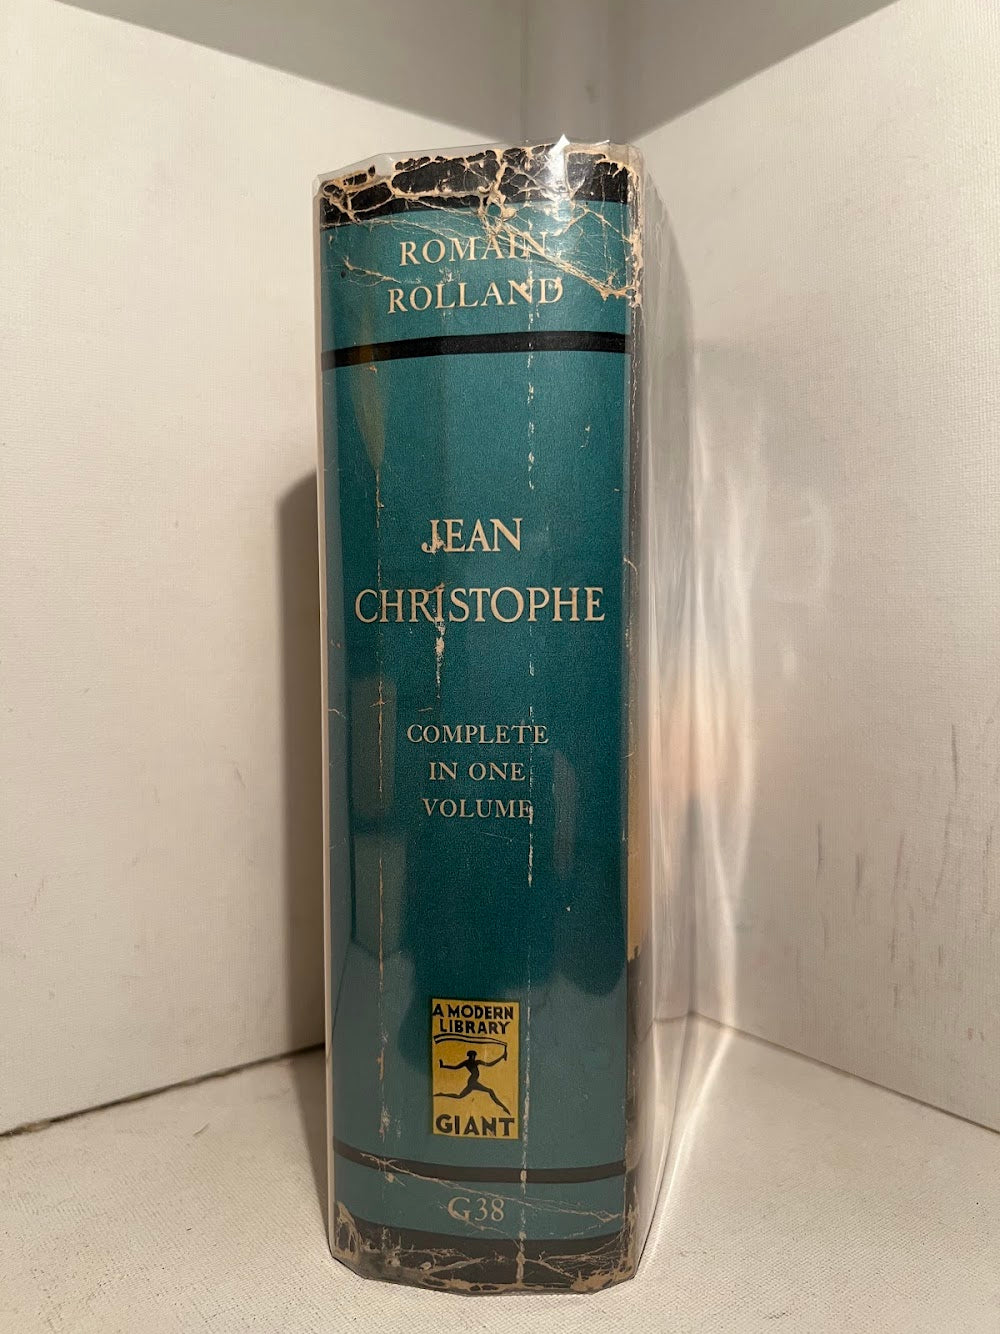 ROMAIN
ROLLAND
JEAN
CHRISTOPHE
COMPLETE
IN ONE
VOLUME
A MODERN
LIBRARY
GIANT
G38